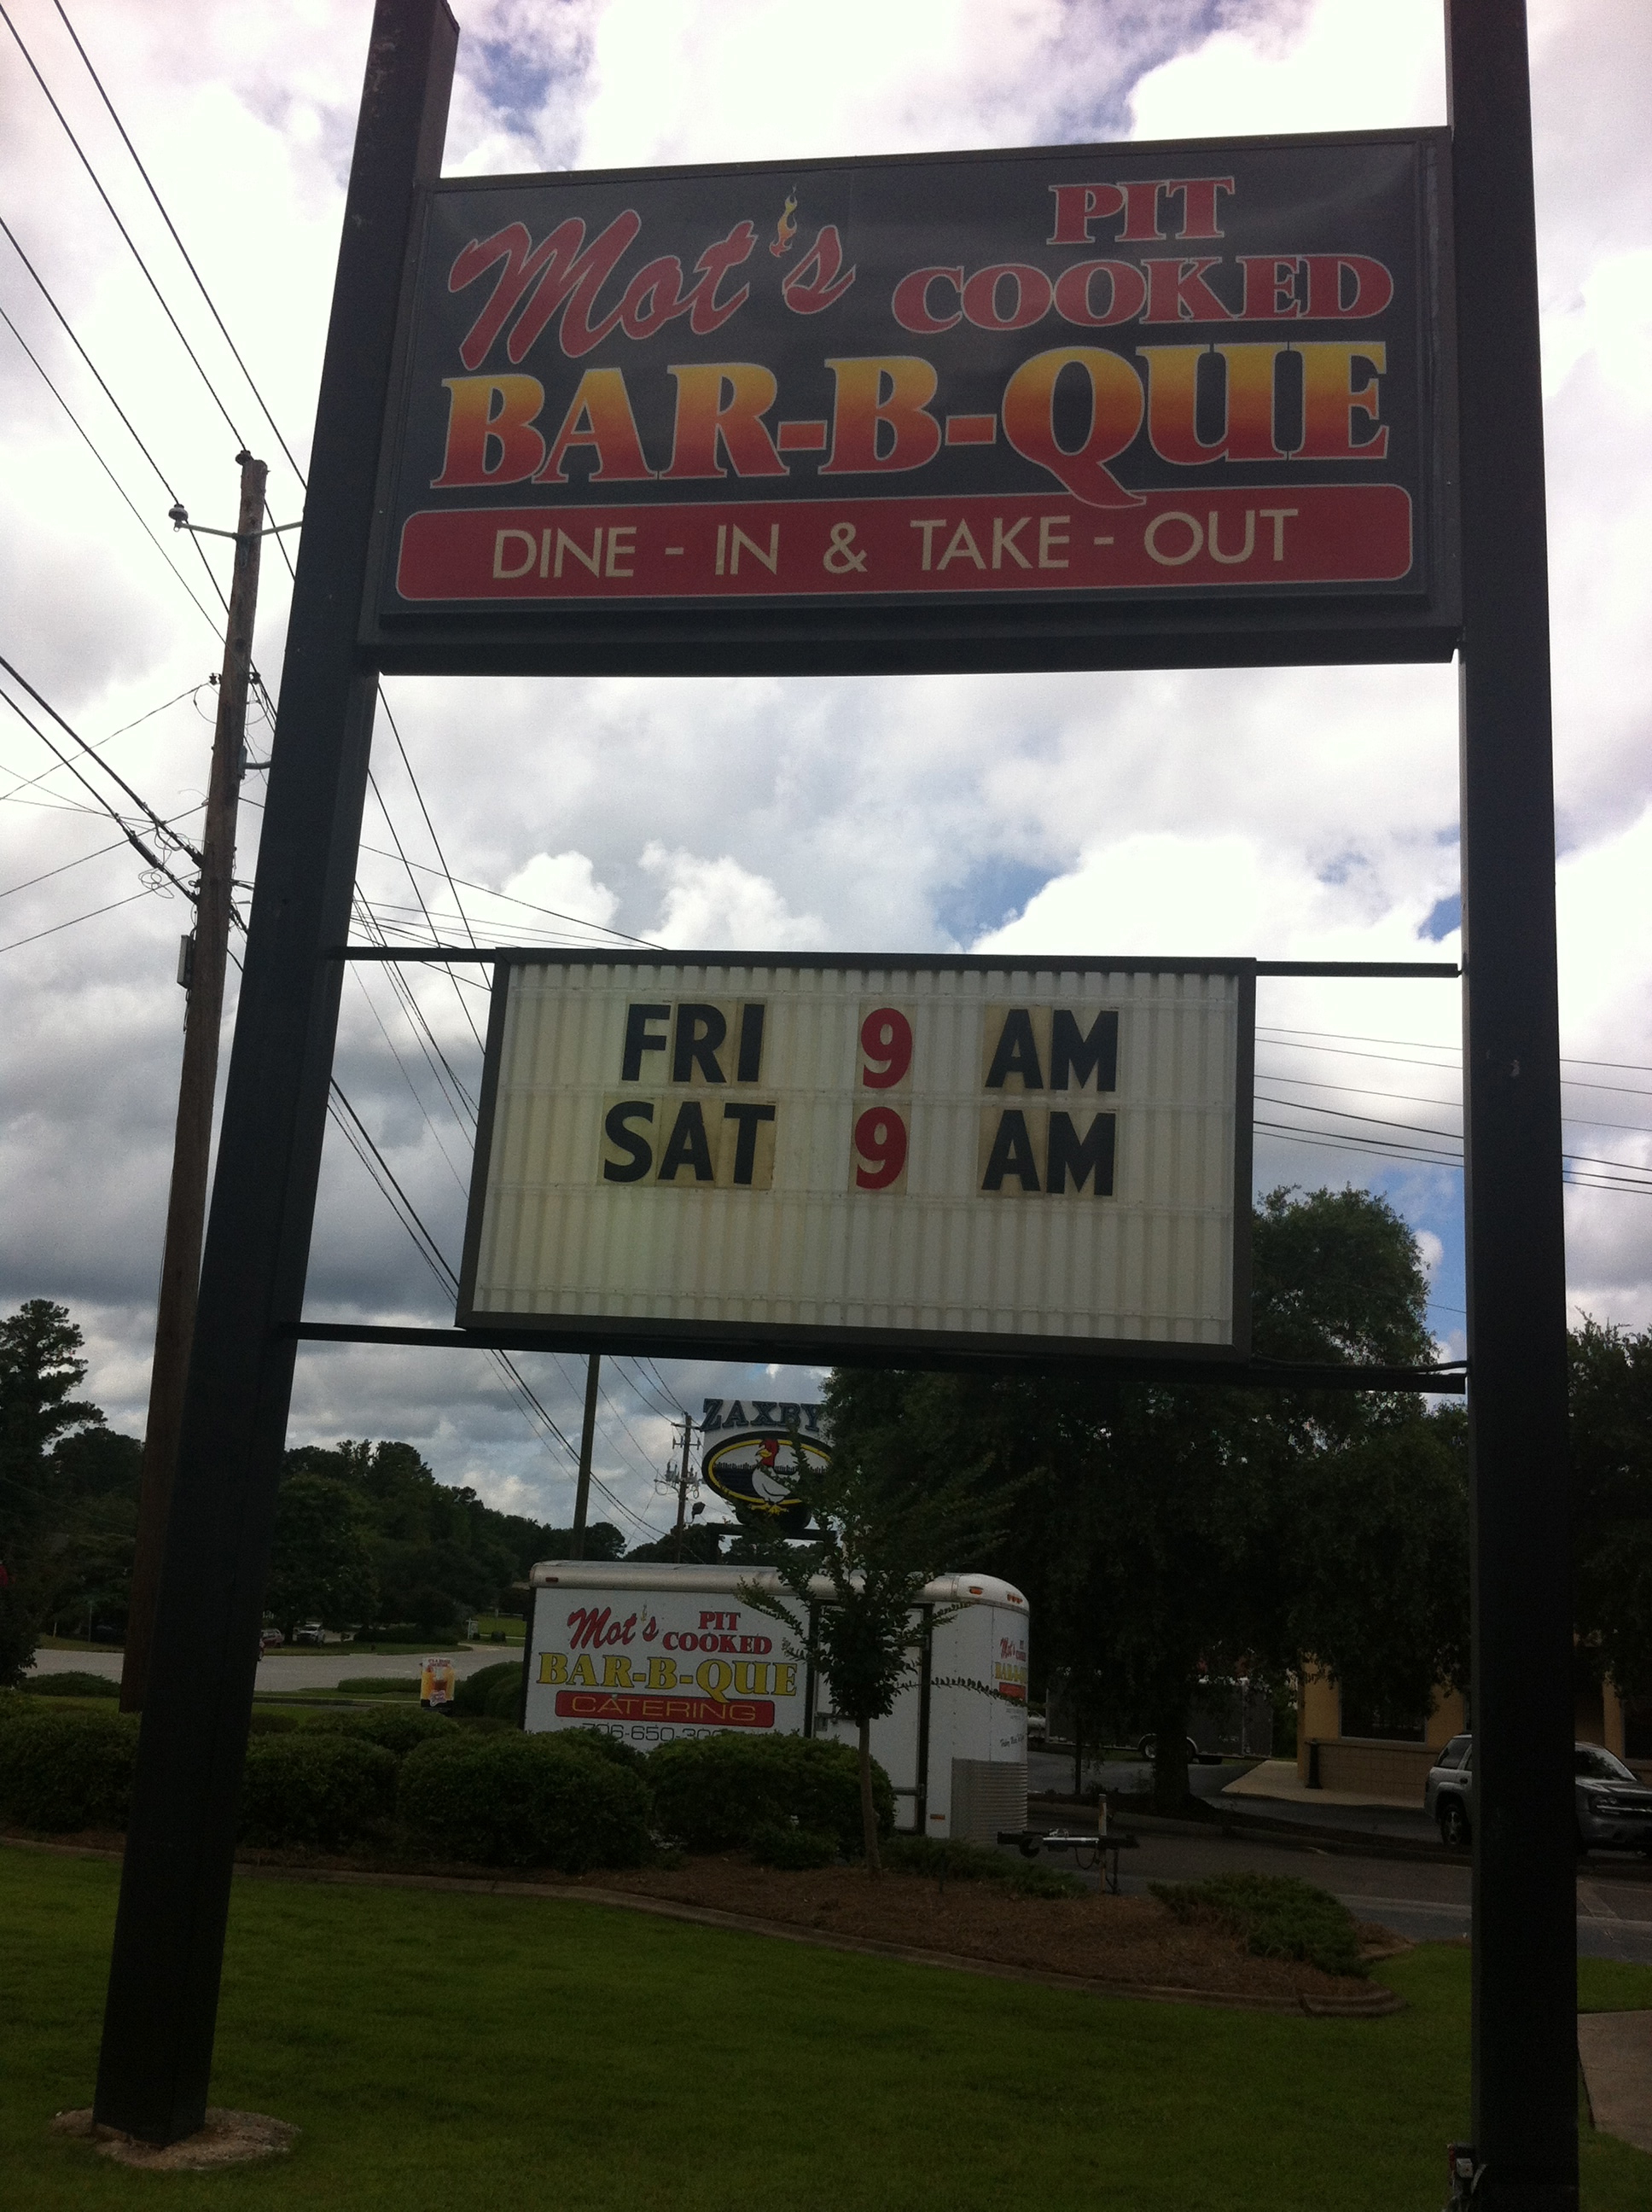 Mot's PIT
COOKED
BAR-B-QUE
DINE - IN & TAKE - OUT
FRI 9 AM
SAT 9 AM
ZAXBY
Mot's PIT
COOKED
BAR-B-QUE
CATERING